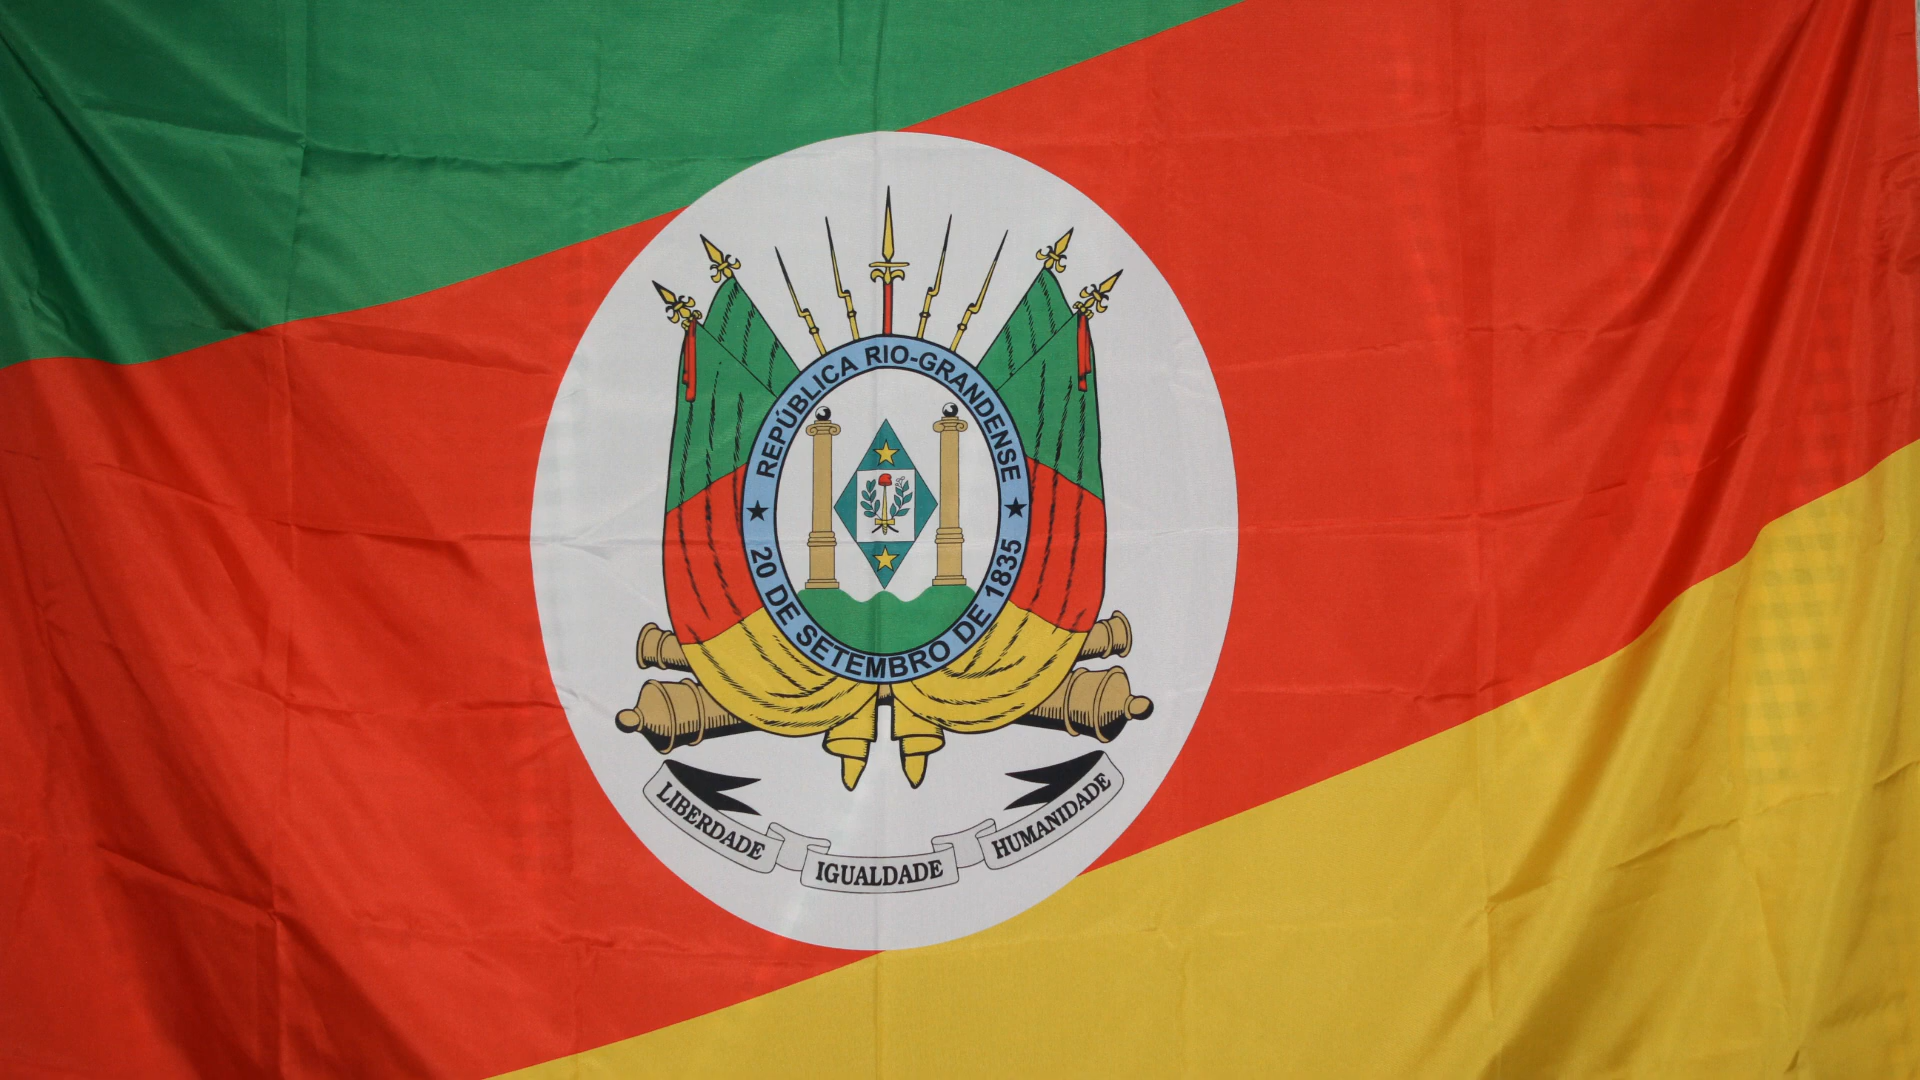 REPÚBLICA RIO-GRANDENSE
20 DE SETEMBRO DE 1835
LIBERDADE
IGUALDADE
HUMANIDADE